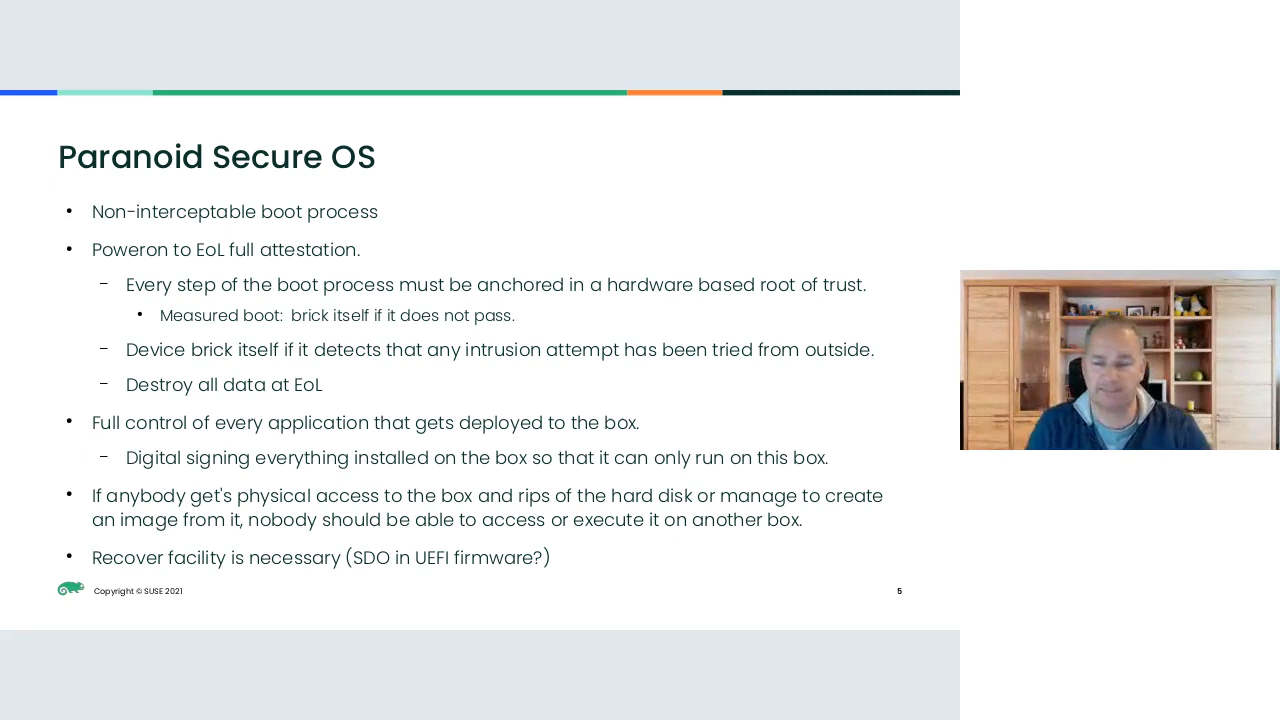 Paranoid Secure OS
• Non-interceptable boot process
• Poweron to EoL full attestation.
– Every step of the boot process must be anchored in a hardware based root of trust.
• Measured boot: brick itself if it does not pass.
– Device brick itself if it detects that any intrusion attempt has been tried from outside.
– Destroy all data at EoL
• Full control of every application that gets deployed to the box.
– Digital signing everything installed on the box so that it can only run on this box.
• If anybody get's physical access to the box and rips of the hard disk or manage to create
an image from it, nobody should be able to access or execute it on another box.
• Recover facility is necessary (SDO in UEFI firmware?)
Copyright © SUSE 2021
5